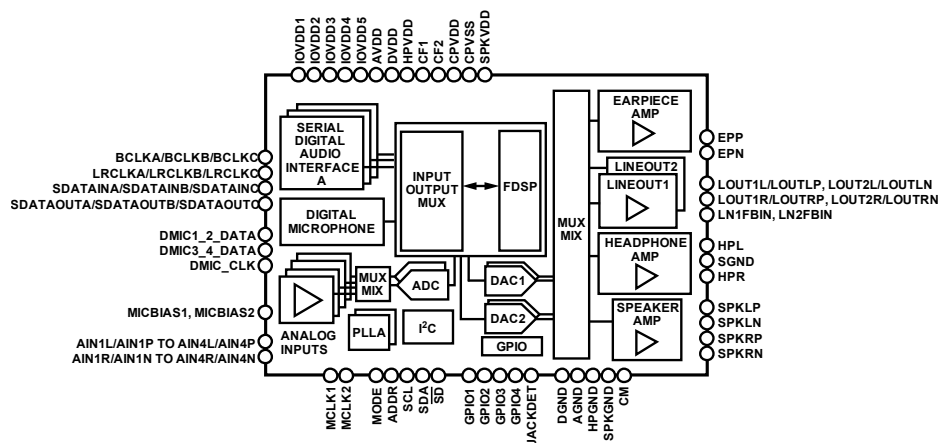 IOVDD1
IOVDD2
IOVDD3
IOVDD4
IOVDD5
AVDD
DVDD
HPVDD
CF1
CF2
CPVDD
CPVSS
SPKVDD
BCLKA/BCLKB/BCLKC
LRCLKA/LRCLKB/LRCLKC
SDATAINA/SDATAINB/SDATAINC
SDATAOUTA/SDATAOUTB/SDATAOUTC
DMIC1_2_DATA
DMIC3_4_DATA
DMIC_CLK
MICBIAS1, MICBIAS2
AIN1L/AIN1P TO AIN4L/AIN4P
AIN1R/AIN1N TO AIN4R/AIN4N
SERIAL
DIGITAL
AUDIO
INTERFACE
A
DIGITAL
MICROPHONE
ANALOG
INPUTS
MUX
MIX
ADC
PLLA
I²C
INPUT
OUTPUT
MUX
FDSP
DAC1
DAC2
GPIO
MUX
MIX
EARPIECE
AMP
LINEOUT2
LINEOUT1
HEADPHONE
AMP
SPEAKER
AMP
EPP
EPN
LOUT1L/LOUTLP, LOUT2L/LOUTLN
LOUT1R/LOUTRP, LOUT2R/LOUTRN
LN1FBIN, LN2FBIN
HPL
SGND
HPR
SPKLP
SPKLN
SPKRP
SPKRN
MCLK1
MCLK2
MODE
ADDR
SCL
SDA
SD
GPIO1
GPIO2
GPIO3
GPIO4
JACKDET
DGND
AGND
HPGND
SPKGND
CM